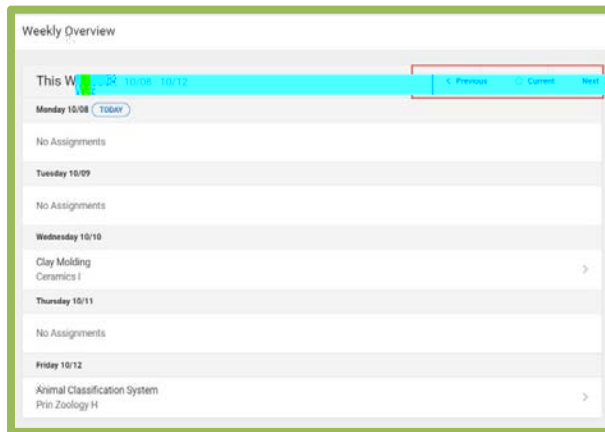 Weekly Overview
This W 10/08 - 10/12 Previous Current Next
Monday 10/08 TODAY
No Assignments
Tuesday 10/09
No Assignments
Wednesday 10/10
Clay Molding
Ceramics I
Thursday 10/11
No Assignments
Friday 10/12
Animal Classification System
Prin Zoology H